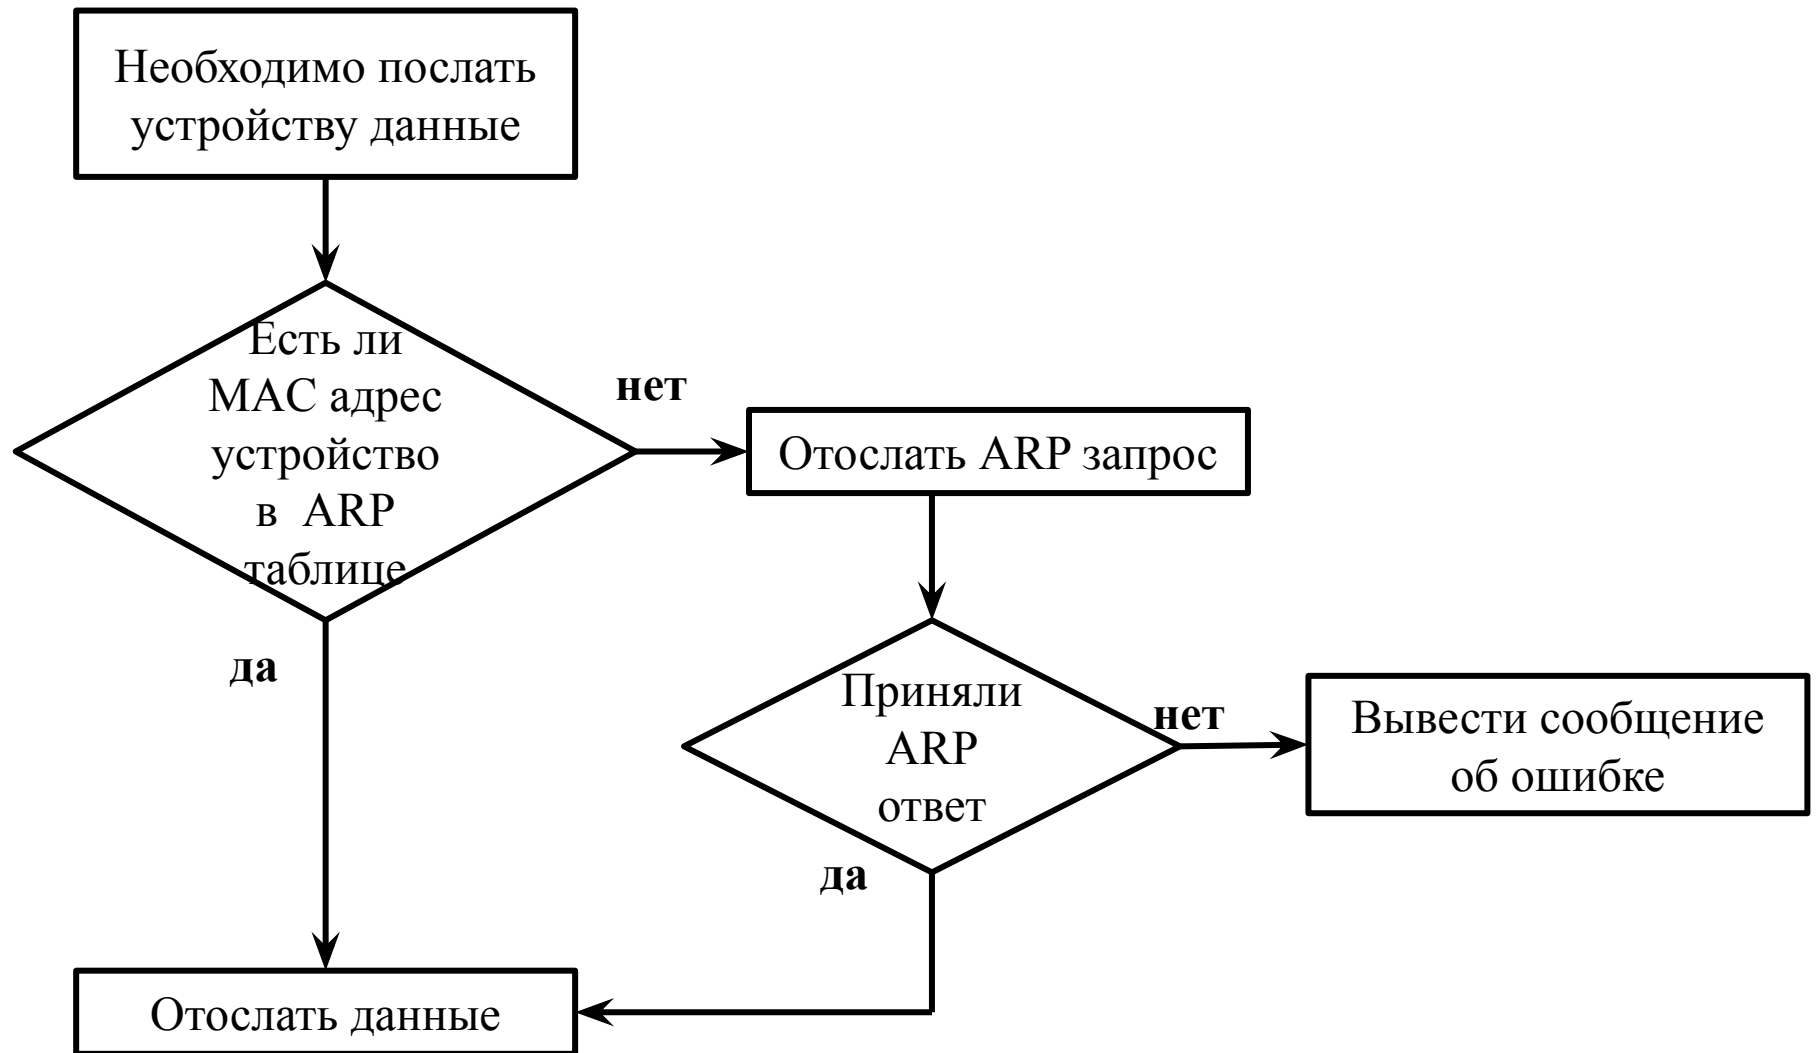 Необходимо послать
устройству данные
Есть ли
MAC адрес
устройство
в ARP
таблице
нет
Отослать ARP запрос
да
Приняли
ARP
ответ
нет
Вывести сообщение
об ошибке
да
Отослать данные